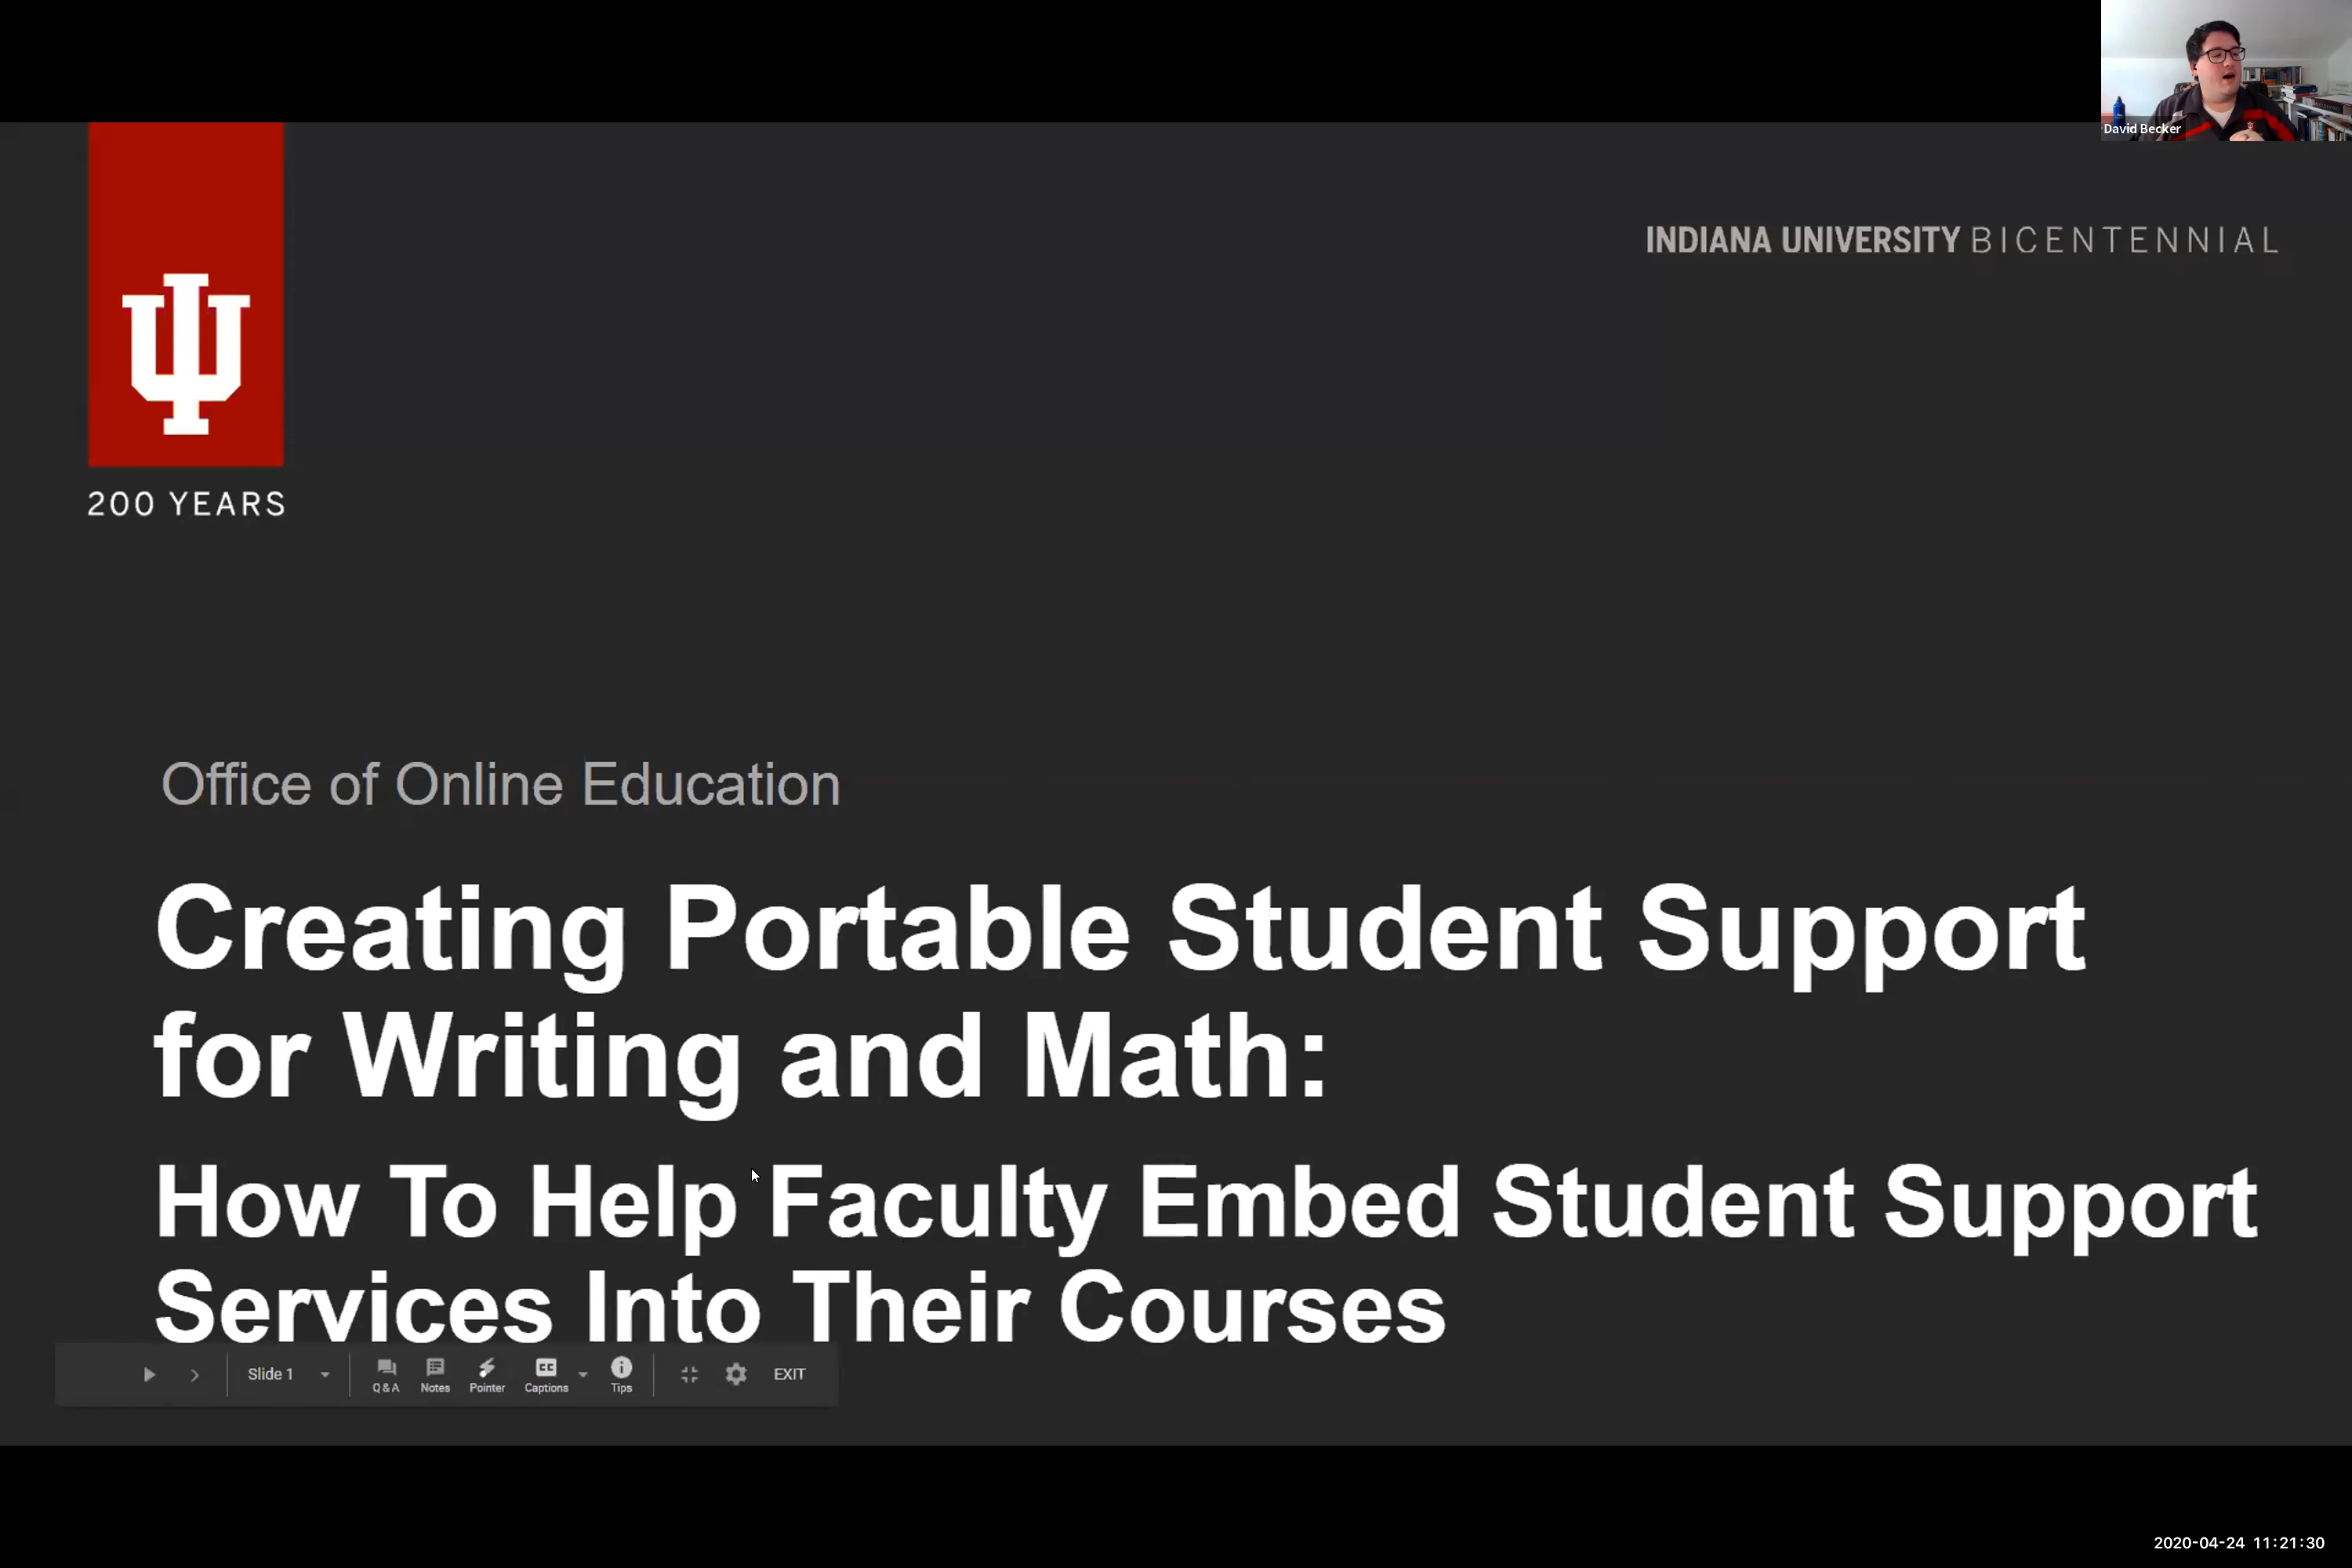 David Becker
INDIANA UNIVERSITY BICENTENNIAL
200 YEARS
Office of Online Education
Creating Portable Student Support
for Writing and Math:
How To Help Faculty Embed Student Support
Services Into Their Courses
Slide 1
Q & A
Notes
Pointer
CC
Captions
Tips
EXIT
2020-04-24 11:21:30